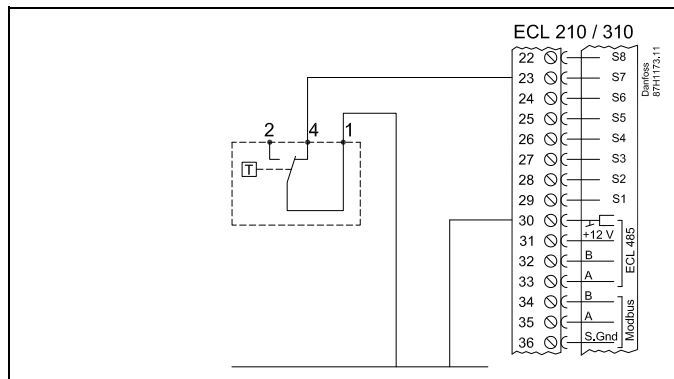 ECL 210 / 310
22 S8
23 S7
24 S6
25 S5
26 S4
27 S3
28 S2
29 S1
30
31 +12 V
32 B
33 A
34 B
35 A
36 S.Gnd
ECL 485
Modbus
Danfoss
87H1173.11
2 4 1
T